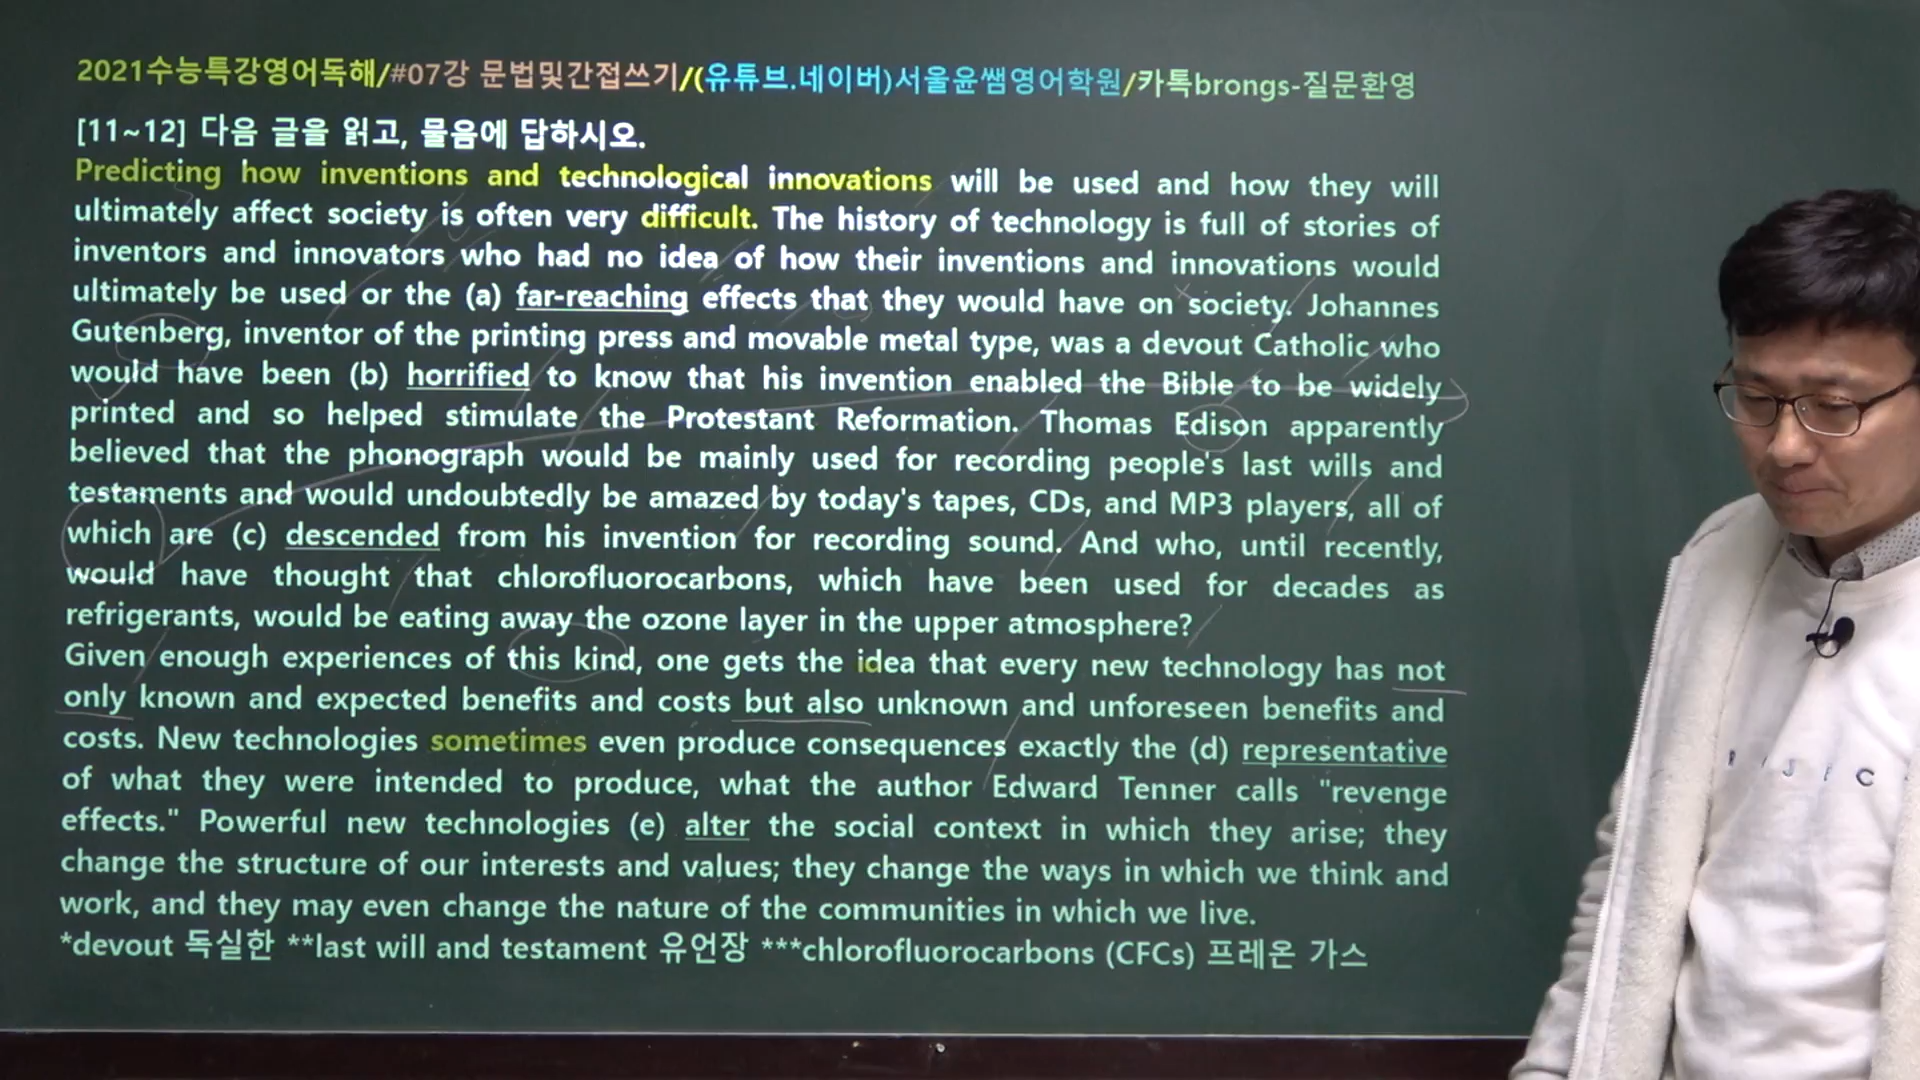 2021수능특강영어독해/#07강 문법및간접쓰기/(유튜브.네이버)서울윤쌤영어학원/카톡brongs-질문환영
[11~12] 다음 글을 읽고, 물음에 답하시오.
Predicting how inventions and technological innovations will be used and how they will
ultimately affect society is often very difficult. The history of technology is full of stories of
inventors and innovators who had no idea of how their inventions and innovations would
ultimately be used or the (a) far-reaching effects that they would have on society. Johannes
Gutenberg, inventor of the printing press and movable metal type, was a devout Catholic who
would have been (b) horrified to know that his invention enabled the Bible to be widely
printed and so helped stimulate the Protestant Reformation. Thomas Edison apparently
believed that the phonograph would be mainly used for recording people's last wills and
testaments and would undoubtedly be amazed by today's tapes, CDs, and MP3 players, all of
which are (c) descended from his invention for recording sound. And who, until recently,
would have thought that chlorofluorocarbons, which have been used for decades as
refrigerants, would be eating away the ozone layer in the upper atmosphere?
Given enough experiences of this kind, one gets the idea that every new technology has not
only known and expected benefits and costs but also unknown and unforeseen benefits and
costs. New technologies sometimes even produce consequences exactly the (d) representative
of what they were intended to produce, what the author Edward Tenner calls "revenge
effects." Powerful new technologies (e) alter the social context in which they arise; they
change the structure of our interests and values; they change the ways in which we think and
work, and they may even change the nature of the communities in which we live.
*devout 독실한 **last will and testament 유언장 ***chlorofluorocarbons (CFCs) 프레온 가스